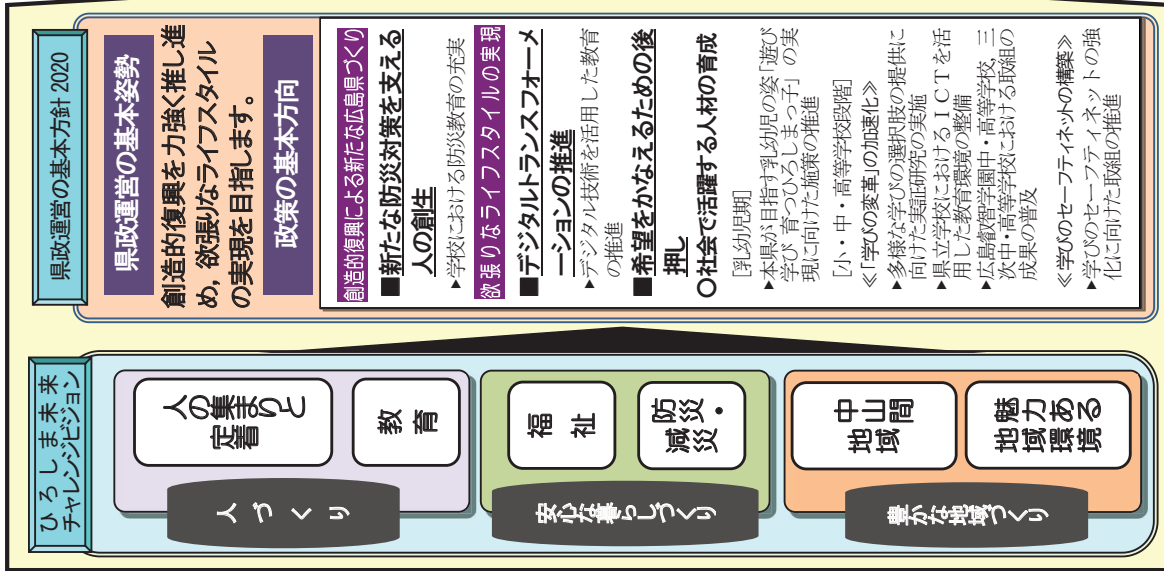 ひろしま未来
チャレンジビジョン
人づくり
人の集まりと
定着
教育
安心な暮らしづくり
福祉
防災・
減災
豊かな地域づくり
中山間
地域
魅力ある
地域環境
県政運営の基本方針 2020
県政運営の基本姿勢
創造的復興を力強く推し進
め，欲張りなライフスタイル
の実現を目指します。
政策の基本方向
創造的復興による新たな広島県づくり
■新たな防災対策を支える
人の創生
▸学校における防災教育の充実
欲張りなライフスタイルの実現
■デジタルトランスフォーメ
ーションの推進
▸デジタル技術を活用した教育
の推進
■希望をかなえるための後
押し
○社会で活躍する人材の育成
[乳幼児期]
▸本県が目指す乳幼児の姿「遊び
学び 育つひろしまっ子」の実
現に向けた施策の推進
[小・中・高等学校段階]
≪「学びの変革」の加速化≫
▸多様な学びの選択肢の提供に
向けた実証研究の実施
▸県立学校におけるＩＣＴを活
用した教育環境の整備
▸広島叡智学園中・高等学校，三
次中・高等学校における取組の
成果の普及
≪学びのセーフティネットの構築≫
▸学びのセーフティネットの強
化に向けた取組の推進